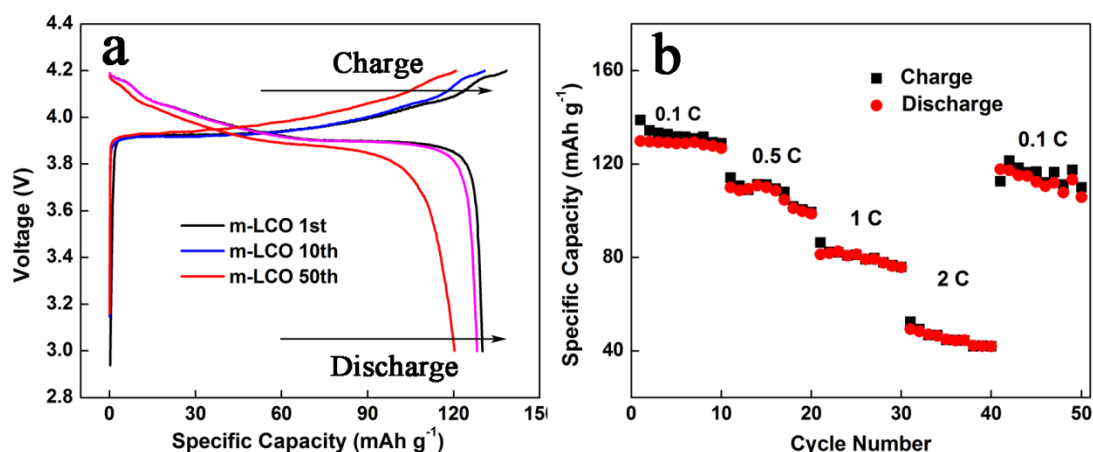 a
Charge
Discharge
m-LCO 1st
m-LCO 10th
m-LCO 50th
Voltage (V)
4.4
4.2
4.0
3.8
3.6
3.4
3.2
3.0
2.8
0 30 60 90 120 150
Specific Capacity (mAh g⁻¹)
b
Charge
Discharge
0.1 C
0.5 C
1 C
2 C
0.1 C
Specific Capacity (mAh g⁻¹)
160
120
80
40
0 10 20 30 40 50
Cycle Number